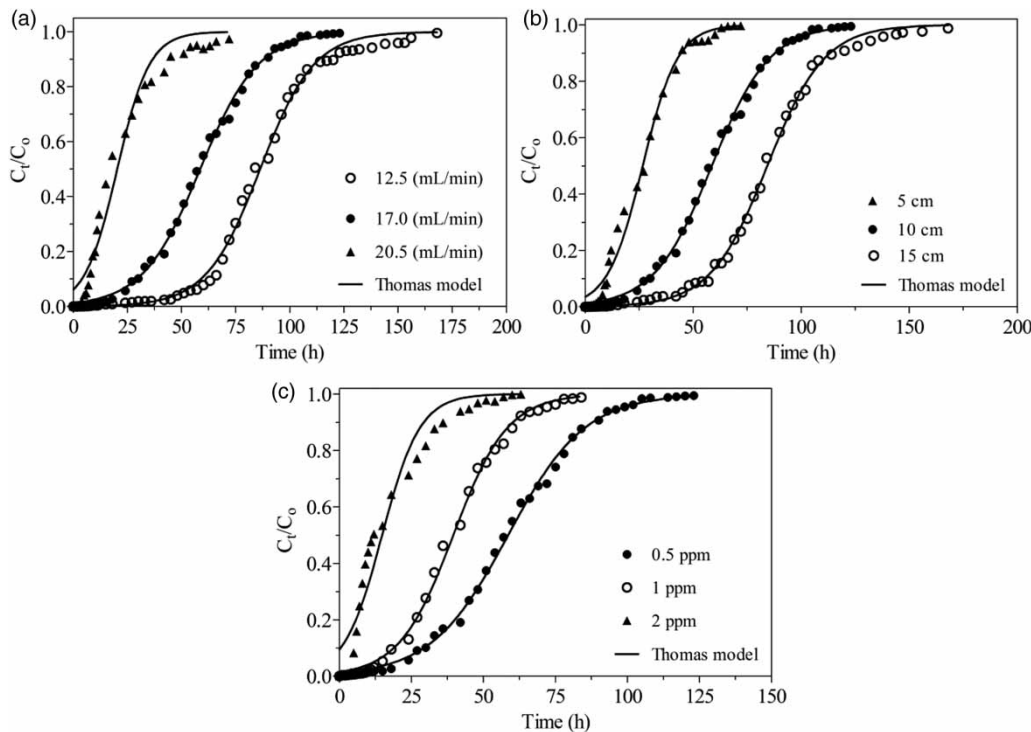 (a)
1.0
0.8
0.6
0.4
0.2
0.0
Ct/Co
12.5 (mL/min)
17.0 (mL/min)
20.5 (mL/min)
Thomas model
0 25 50 75 100 125 150 175 200
Time (h)
(b)
1.0
0.8
0.6
0.4
0.2
0.0
Ct/Co
5 cm
10 cm
15 cm
Thomas model
0 50 100 150 200
Time (h)
(c)
1.0
0.8
0.6
0.4
0.2
0.0
Ct/Co
0.5 ppm
1 ppm
2 ppm
Thomas model
0 25 50 75 100 125 150
Time (h)